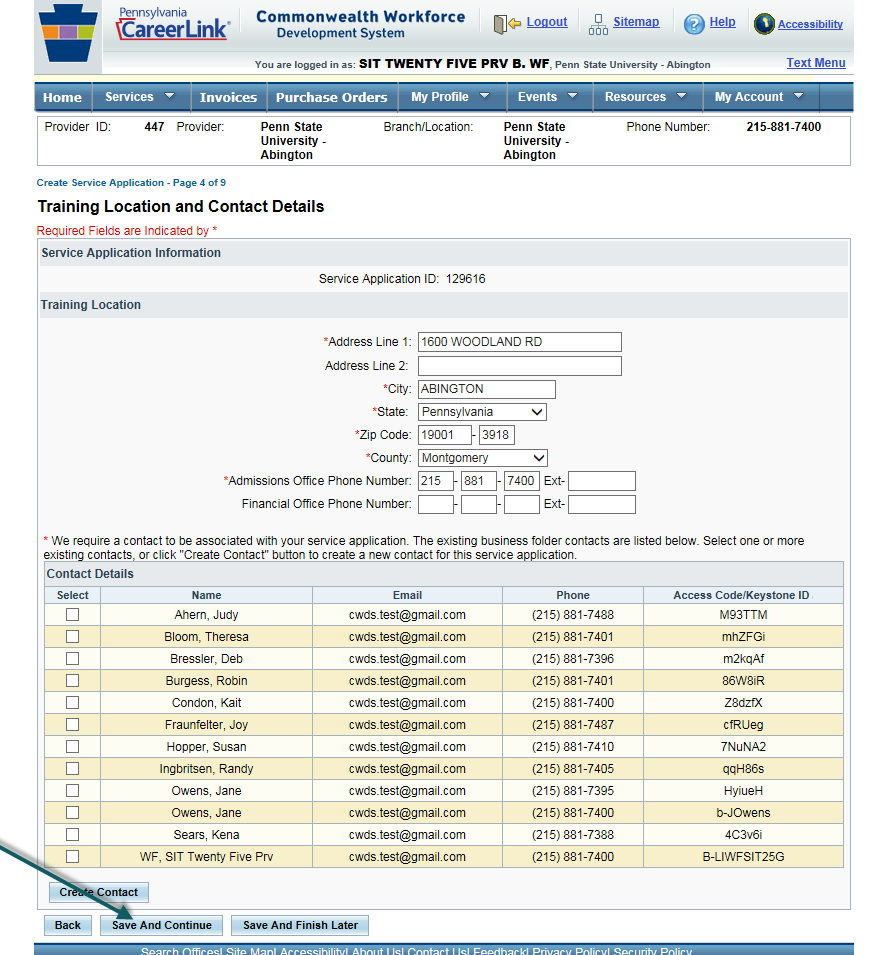 Pennsylvania
CareerLink®
Commonwealth Workforce
Development System
Logout
Sitemap
Help
Accessibility
You are logged in as: SIT TWENTY FIVE PRV B. WF, Penn State University - Abington
Text Menu
Home Services Invoices Purchase Orders My Profile Events Resources My Account
Provider ID: 447 Provider: Penn State University - Abington Branch/Location: Penn State University - Abington Phone Number: 215-881-7400
Create Service Application - Page 4 of 9
Training Location and Contact Details
Required Fields are Indicated by *
Service Application Information
Service Application ID: 129616
Training Location
*Address Line 1: 1600 WOODLAND RD
Address Line 2:
*City: ABINGTON
*State: Pennsylvania
*Zip Code: 19001 - 3918
*County: Montgomery
*Admissions Office Phone Number: 215 - 881 - 7400 Ext-
Financial Office Phone Number: - - Ext-
* We require a contact to be associated with your service application. The existing business folder contacts are listed below. Select one or more
existing contacts, or click "Create Contact" button to create a new contact for this service application.
Contact Details
Select Name Email Phone Access Code/Keystone ID
Ahern, Judy cwds.test@gmail.com (215) 881-7488 M93TTM
Bloom, Theresa cwds.test@gmail.com (215) 881-7401 mhZFGi
Bressler, Deb cwds.test@gmail.com (215) 881-7396 m2kqAf
Burgess, Robin cwds.test@gmail.com (215) 881-7401 86W8iR
Condon, Kait cwds.test@gmail.com (215) 881-7400 Z8dzfX
Fraunfelter, Joy cwds.test@gmail.com (215) 881-7487 cfRUeg
Hopper, Susan cwds.test@gmail.com (215) 881-7410 7NuNA2
Ingbritsen, Randy cwds.test@gmail.com (215) 881-7405 qqH86s
Owens, Jane cwds.test@gmail.com (215) 881-7395 HyiueH
Owens, Jane cwds.test@gmail.com (215) 881-7400 b-JOwens
Sears, Kena cwds.test@gmail.com (215) 881-7388 4C3v6i
WF, SIT Twenty Five Prv cwds.test@gmail.com (215) 881-7400 B-LIWFSIT25G
Create Contact
Back Save And Continue Save And Finish Later
Search Offices| Site Map| Accessibility| About Us| Contact Us| Feedback| Privacy Policy| Security Policy